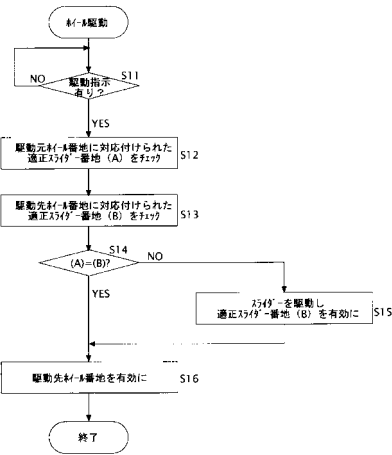 ﾎｲｰﾙ駆動
駆動指示
有り？
S11
NO
YES
駆動元ﾎｲｰﾙ番地に対応付けられた
適正ｽﾗｲﾀﾞｰ番地（A）をﾁｪｯｸ
S12
駆動先ﾎｲｰﾙ番地に対応付けられた
適正ｽﾗｲﾀﾞｰ番地（B）をﾁｪｯｸ
S13
S14
(A)=(B)?
NO
YES
ｽﾗｲﾀﾞｰを駆動し
適正ｽﾗｲﾀﾞｰ番地（B）を有効に
S15
駆動先ﾎｲｰﾙ番地を有効に
S16
終了